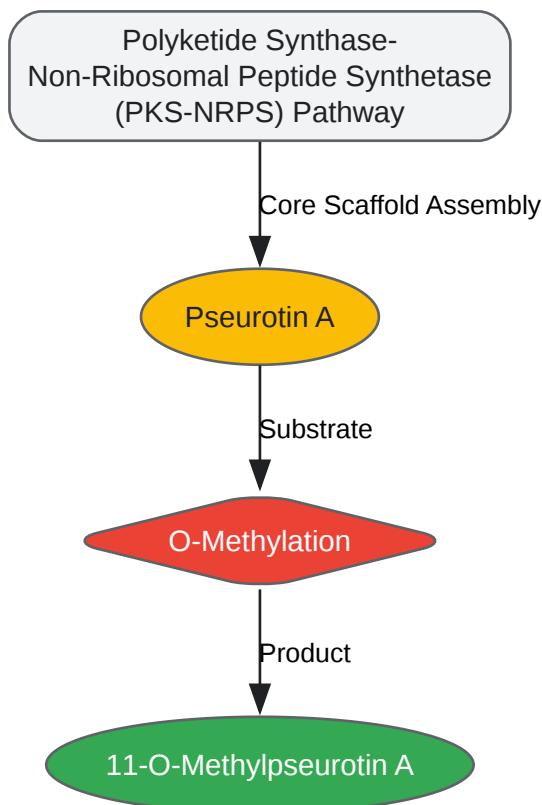 Polyketide Synthase-
Non-Ribosomal Peptide Synthetase
(PKS-NRPS) Pathway
Core Scaffold Assembly
Pseurotin A
Substrate
O-Methylation
Product
11-O-Methylpseurotin A